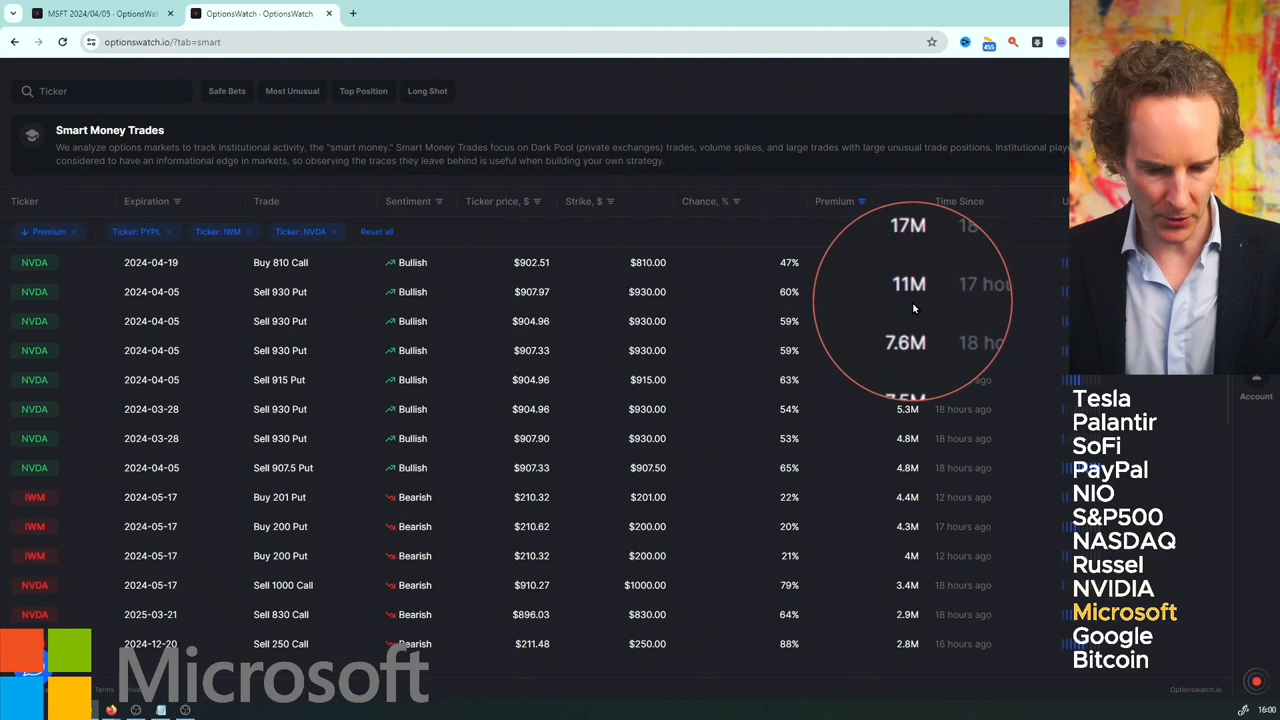 MSFT 2024/04/05 - OptionsWat
OptionsWatch - OptionsWatch
optionswatch.io/?tab=smart
455
Ticker
Safe Bets
Most Unusual
Top Position
Long Shot
Smart Money Trades
We analyze options markets to track institutional activity, the "smart money." Smart Money Trades focus on Dark Pool (private exchanges) trades, volume spikes, and large trades with large unusual trade positions. Institutional
considered to have an informational edge in markets, so observing the traces they leave behind is useful when building your own strategy.
Ticker Expiration Trade Sentiment Ticker price, $ Strike, $ Chance, % Premium Time Since
Premium Ticker: PYPL Ticker: IWM Ticker: NVDA Reset all
17M 18
NVDA 2024-04-19 Buy 810 Call Bullish $902.51 $810.00 47%
NVDA 2024-04-05 Sell 930 Put Bullish $907.97 $930.00 60% 11M 17 hou
NVDA 2024-04-05 Sell 930 Put Bullish $904.96 $930.00 59%
NVDA 2024-04-05 Sell 930 Put Bullish $907.33 $930.00 59% 7.6M 18 ho
NVDA 2024-04-05 Sell 915 Put Bullish $904.96 $915.00 63% ago
NVDA 2024-03-28 Sell 930 Put Bullish $904.96 $930.00 54% 5.3M 18 hours ago
NVDA 2024-03-28 Sell 930 Put Bullish $907.90 $930.00 53% 4.8M 18 hours ago
NVDA 2024-04-05 Sell 907.5 Put Bullish $907.33 $907.50 65% 4.8M 18 hours ago
IWM 2024-05-17 Buy 201 Put Bearish $210.32 $201.00 22% 4.4M 12 hours ago
IWM 2024-05-17 Buy 200 Put Bearish $210.62 $200.00 20% 4.3M 17 hours ago
IWM 2024-05-17 Buy 200 Put Bearish $210.32 $200.00 21% 4M 12 hours ago
NVDA 2024-05-17 Sell 1000 Call Bearish $910.27 $1000.00 79% 3.4M 18 hours ago
NVDA 2025-03-21 Sell 830 Call Bearish $896.03 $830.00 64% 2.9M 18 hours ago
2024-12-20 Sell 250 Call Bearish $211.48 $250.00 88% 2.8M 16 hours ago
Account
Tesla
Palantir
SoFi
PayPal
NIO
S&P500
NASDAQ
Russel
NVIDIA
Microsoft
Google
Bitcoin
Microsoft
Terms
Optionswatch.io
16:00